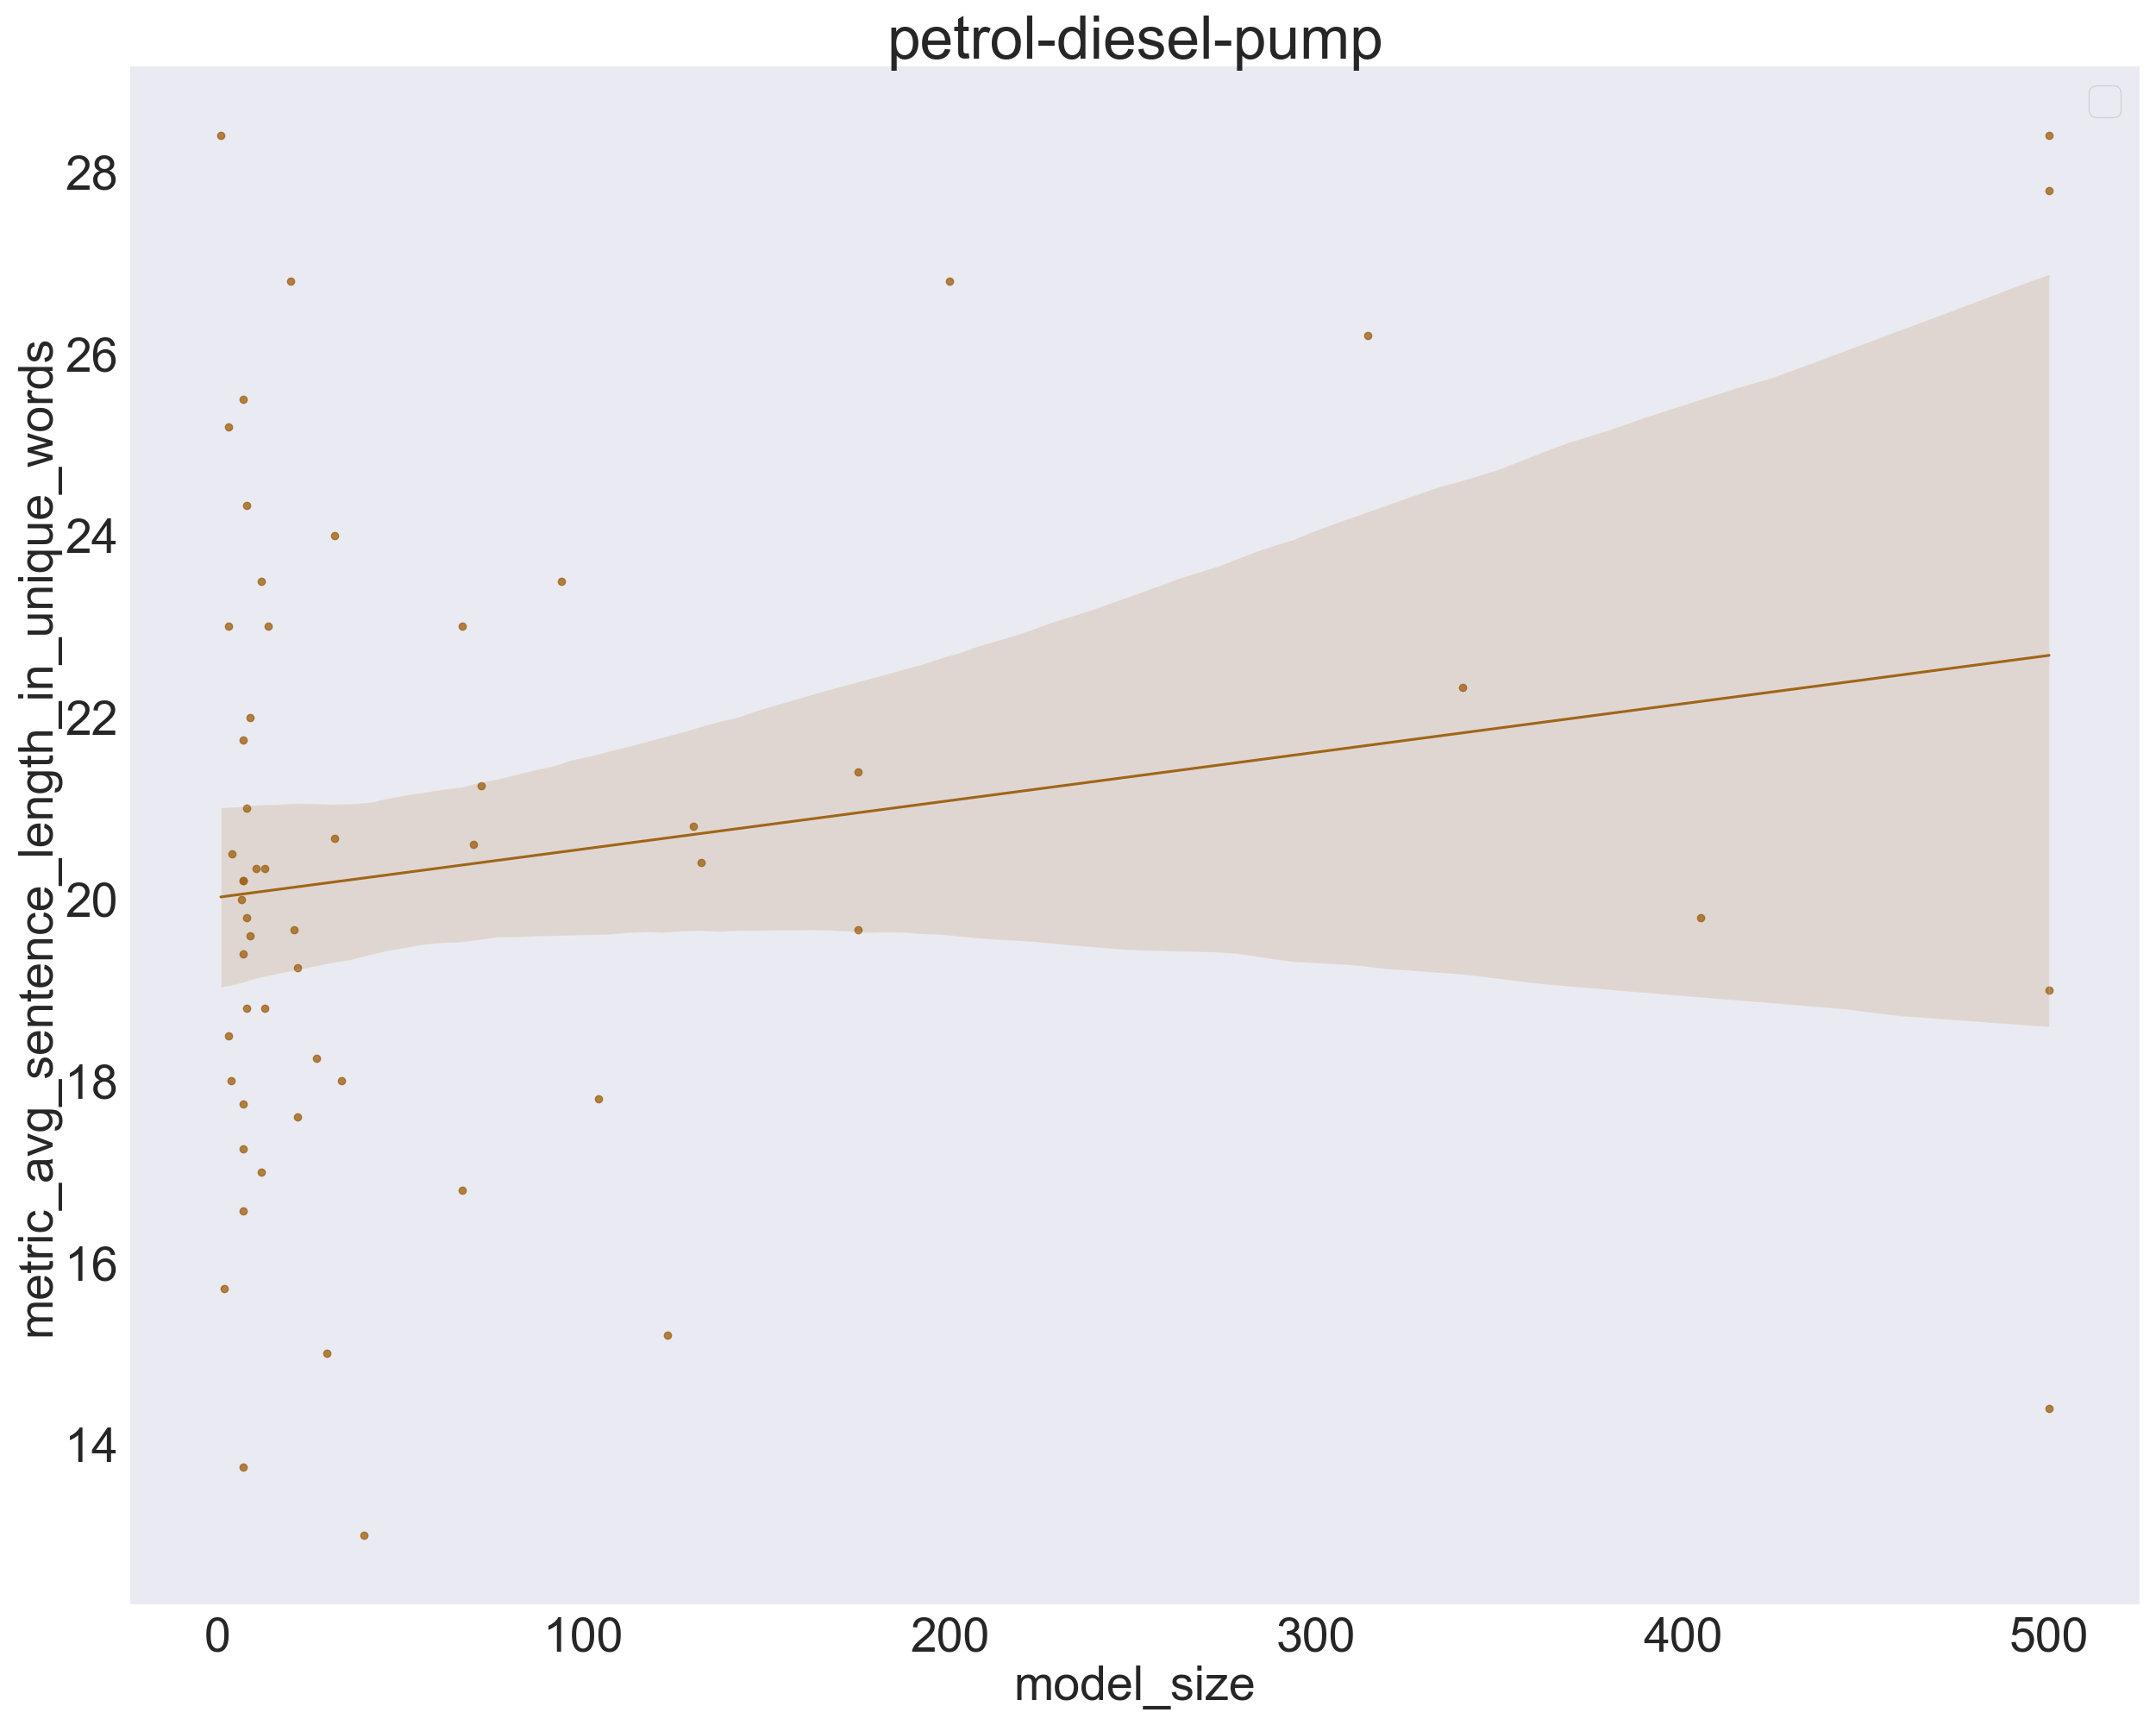 petrol-diesel-pump
metric_avg_sentence_length_in_unique_words
28
26
24
22
20
18
16
14
0 100 200 300 400 500
model_size